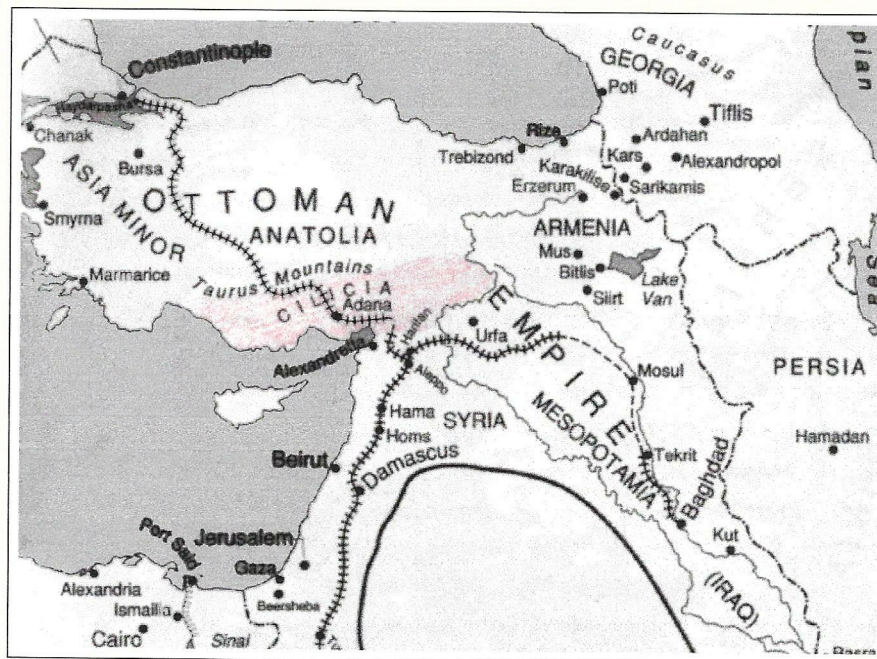 Constantinople
Haydarpasha
Chanak
Bursa
ASIA MINOR
Smyrna
Marmarice
OTTOMAN
EMPIRE
ANATOLIA
Taurus Mountains
CILICIA
Adana
Alexandretta
Aleppo
Hama
Homs
SYRIA
Beirut
Damascus
Jerusalem
Port Said
Gaza
Beersheba
Alexandria
Ismailia
Cairo
Sinai
Caucasus
GEORGIA
Poti
Tiflis
Rize
Ardahan
Trebizond
Kars
Alexandropol
Karakilise
Sarikamis
Erzerum
ARMENIA
Mus
Bitlis
Lake
Van
Siirt
Urfa
Mosul
PERSIA
MESOPOTAMIA
Hamadan
Tekrit
Baghdad
Kut
(IRAQ)
Basra
pian
Sea